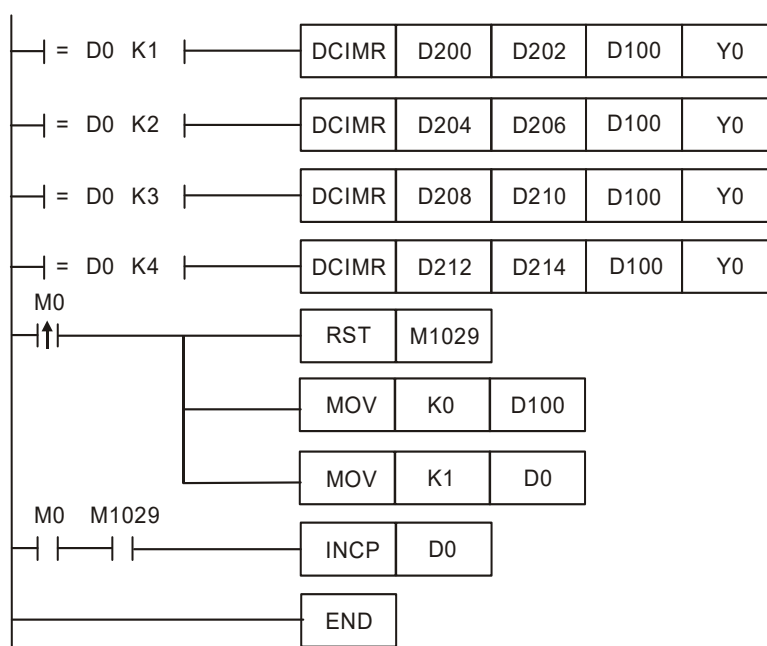 = D0 K1 DCIMR D200 D202 D100 Y0
= D0 K2 DCIMR D204 D206 D100 Y0
= D0 K3 DCIMR D208 D210 D100 Y0
= D0 K4 DCIMR D212 D214 D100 Y0
M0
RST M1029
MOV K0 D100
MOV K1 D0
M0 M1029
INCP D0
END